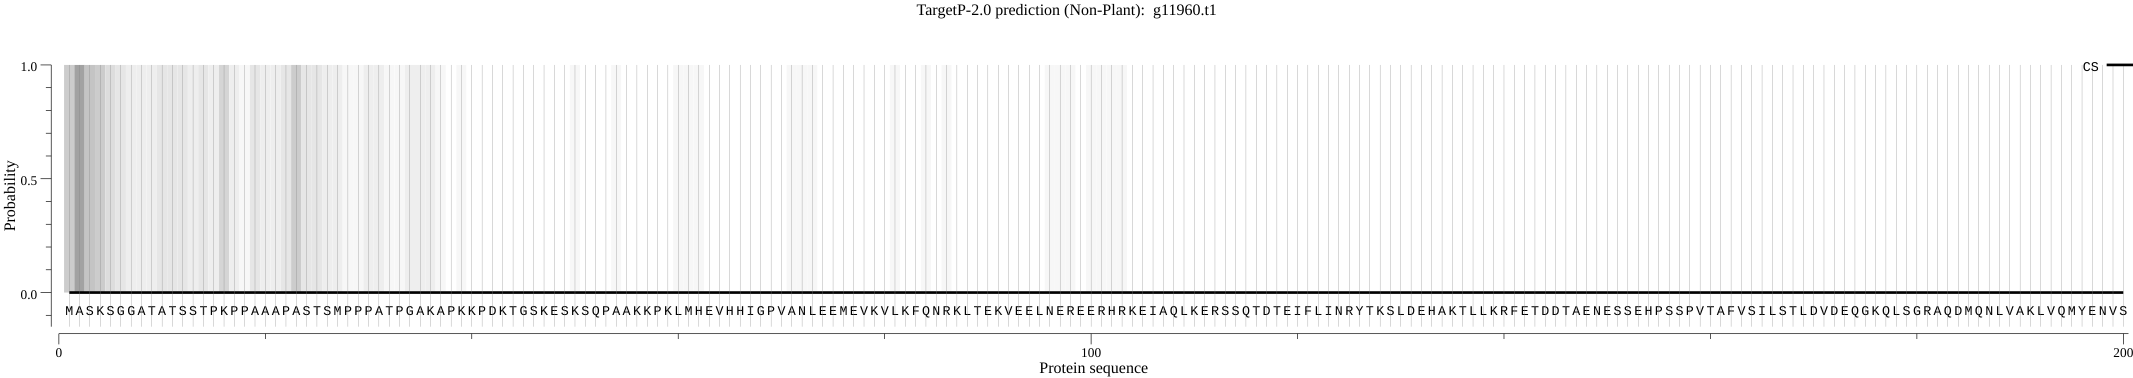 TargetP-2.0 prediction (Non-Plant): g11960.t1
1.0
CS
Probability
0.5
0.0
MASKSGGATATSSTPKPPAAAPASTSMPPPATPGAKAPKKPDKTGSKESKSQPAAKKPKLMHEVHHIGPVANLEEMEVKVLKFQNRKLTEKVEELNEREERHRKEIAQLKERSSQTDTEIFLINRYTKSLDEHAKTLLKRFETDDTAENESSEHPSSPVTAFVSILSTLDVDEQGKQLSGRAQDMQNLVAKLVQMYENVS
0
100
200
Protein sequence